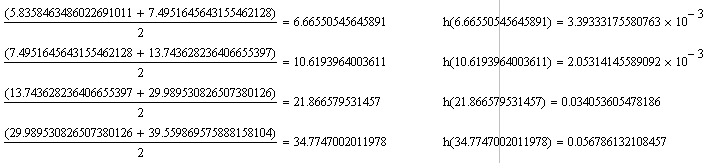 (5.8358463486022691011 + 7.4951645643155462128) / 2 = 6.66550545645891 h(6.66550545645891) = 3.39333175580763 × 10^-3
(7.4951645643155462128 + 13.743628236406655397) / 2 = 10.6193964003611 h(10.6193964003611) = 2.05314145589092 × 10^-3
(13.743628236406655397 + 29.989530826507380126) / 2 = 21.866579531457 h(21.866579531457) = 0.034053605478186
(29.989530826507380126 + 39.559869575888158104) / 2 = 34.7747002011978 h(34.7747002011978) = 0.056786132108457